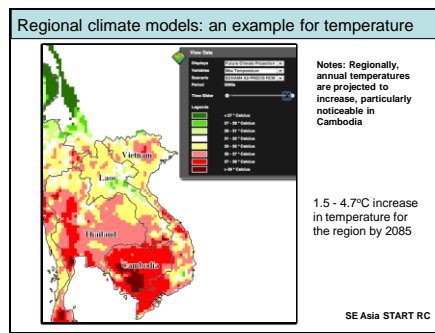 Regional climate models: an example for temperature
View Data
Displays Future Climate Projection
Variables Max Temperature
Scenario
Period
Time Slider
Legends
Vietnam
Laos
Thailand
Cambodia
Notes: Regionally,
annual temperatures
are projected to
increase, particularly
noticeable in
Cambodia
1.5 - 4.7°C increase
in temperature for
the region by 2085
SE Asia START RC